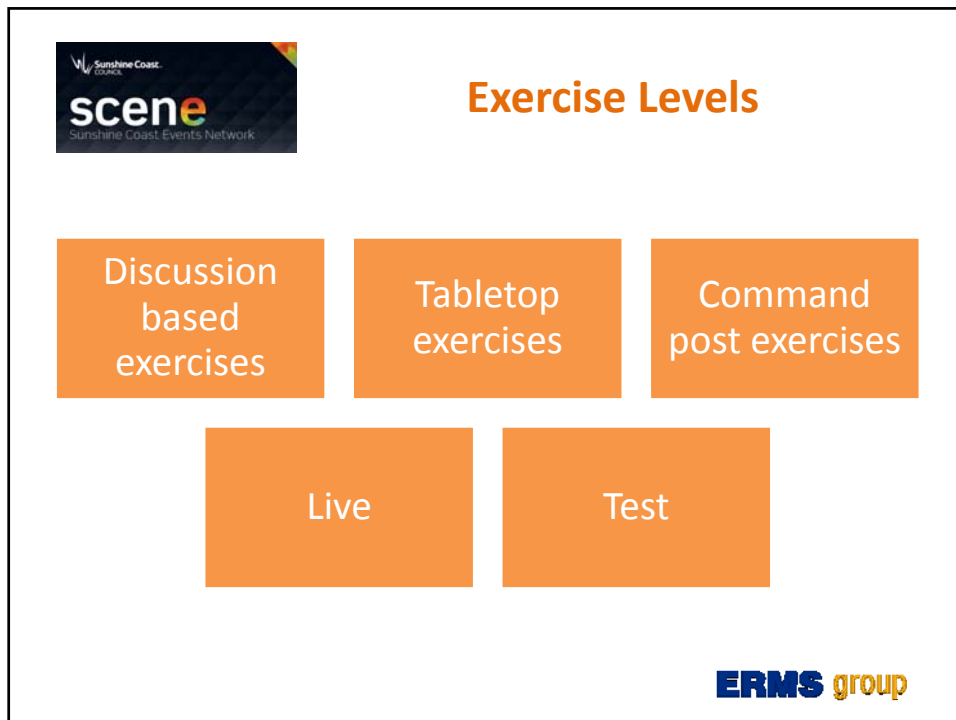 Sunshine Coast
COUNCIL
scene
Sunshine Coast Events Network
Exercise Levels
Discussion
based
exercises
Tabletop
exercises
Command
post exercises
Live
Test
ERMS group